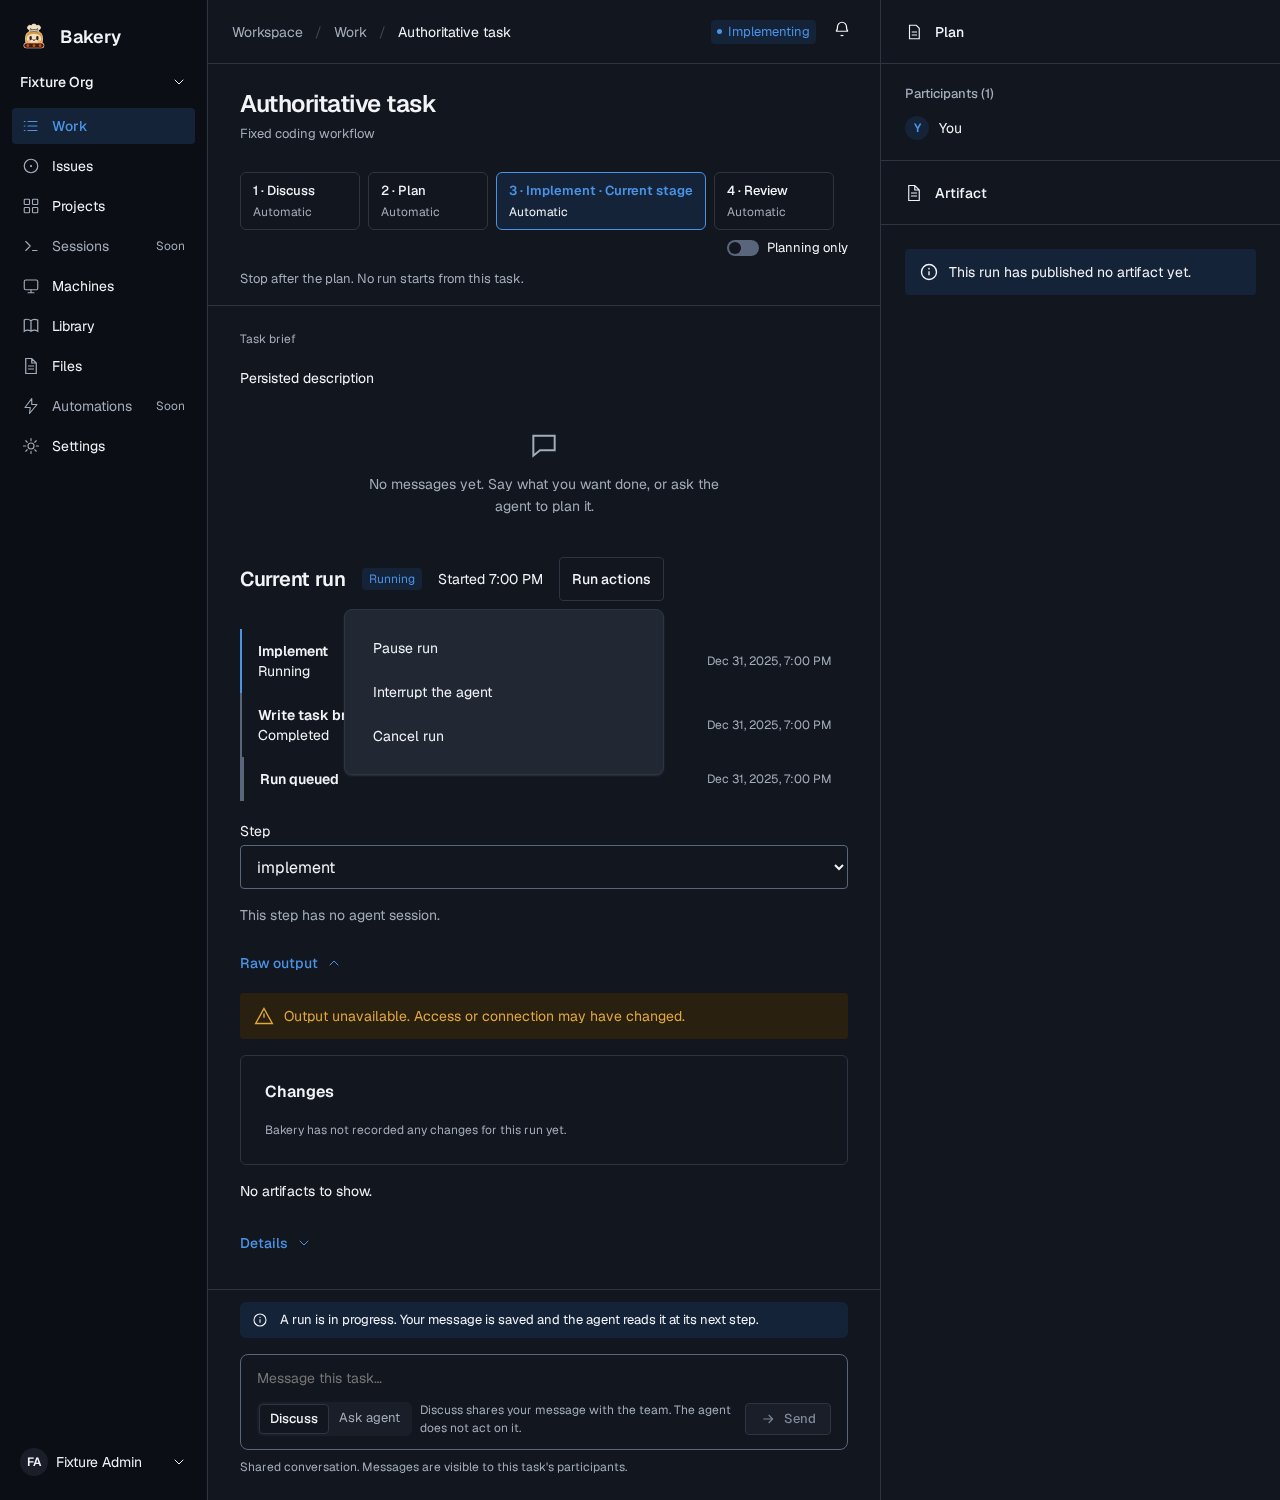 Bakery
Fixture Org
Work
Issues
Projects
Sessions Soon
Machines
Library
Files
Automations Soon
Settings
FA Fixture Admin
Workspace / Work / Authoritative task
Implementing
Authoritative task
Fixed coding workflow
1 · Discuss
Automatic
2 · Plan
Automatic
3 · Implement · Current stage
Automatic
4 · Review
Automatic
Planning only
Stop after the plan. No run starts from this task.
Task brief
Persisted description
No messages yet. Say what you want done, or ask the
agent to plan it.
Current run Running Started 7:00 PM Run actions
Pause run
Interrupt the agent
Cancel run
Implement
Running
Dec 31, 2025, 7:00 PM
Write task br
Completed
Dec 31, 2025, 7:00 PM
Run queued
Dec 31, 2025, 7:00 PM
Step
implement
This step has no agent session.
Raw output
Output unavailable. Access or connection may have changed.
Changes
Bakery has not recorded any changes for this run yet.
No artifacts to show.
Details
A run is in progress. Your message is saved and the agent reads it at its next step.
Message this task...
Discuss Ask agent
Discuss shares your message with the team. The agent
does not act on it.
Send
Shared conversation. Messages are visible to this task's participants.
Plan
Participants (1)
Y You
Artifact
This run has published no artifact yet.